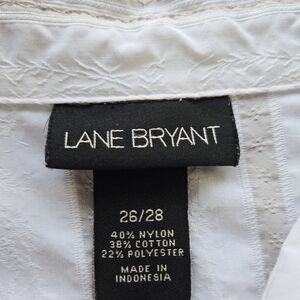 LANE BRYANT
26/28
40% NYLON
38% COTTON
22% POLYESTER
MADE IN
INDONESIA